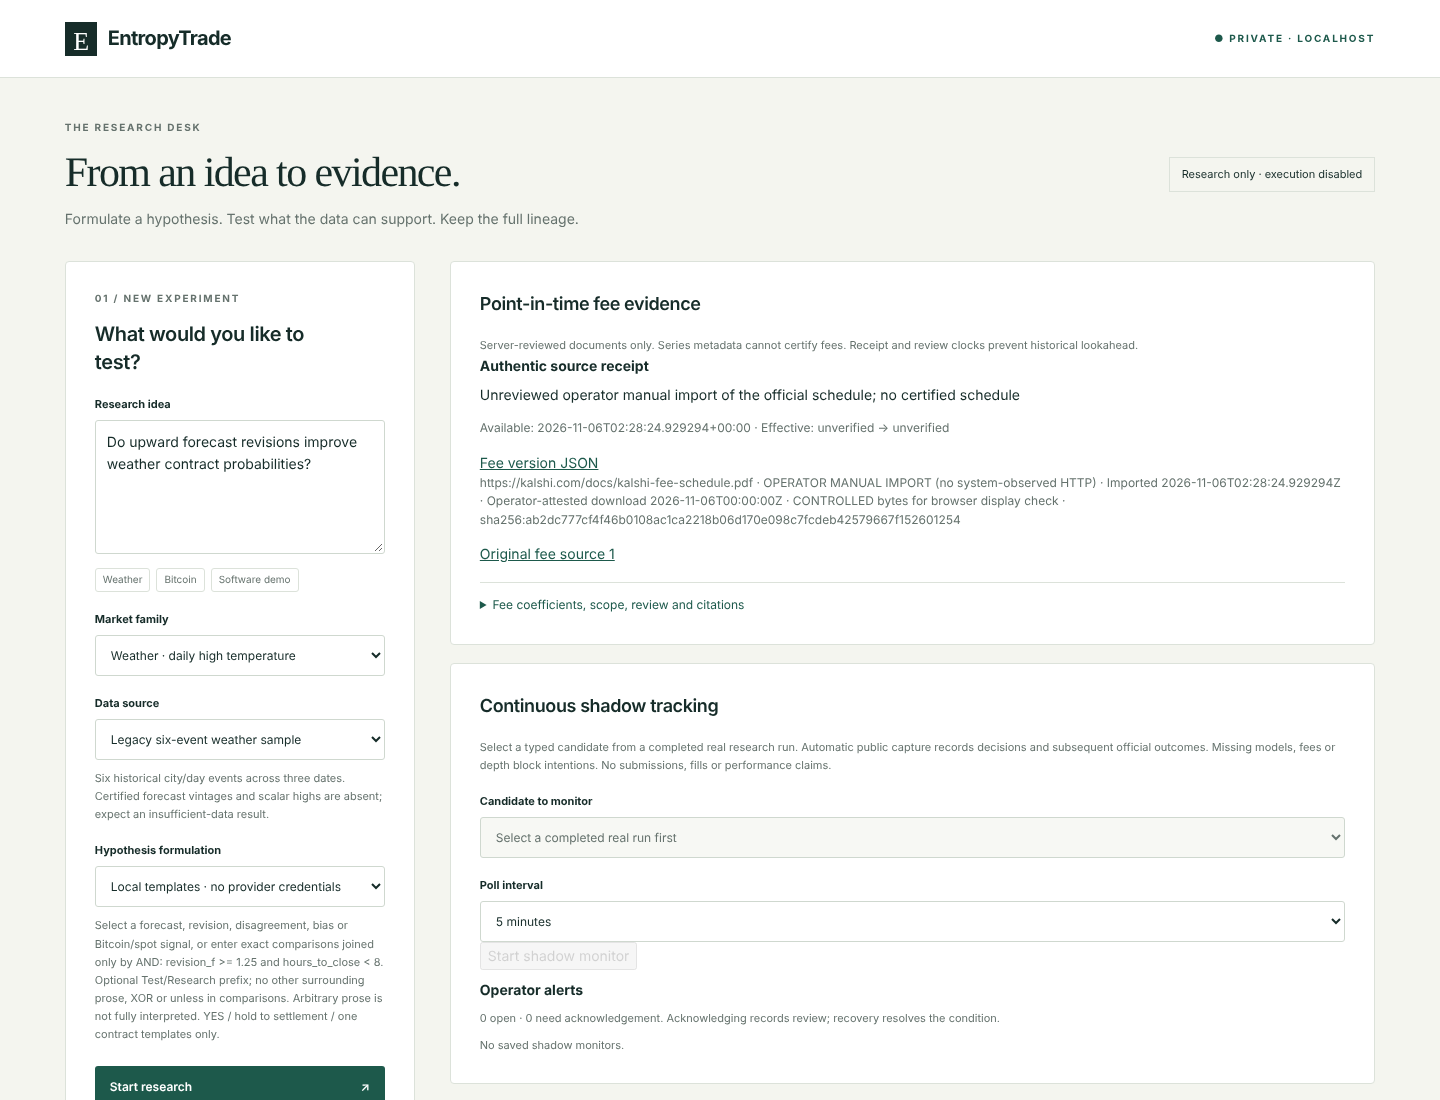 E EntropyTrade
● PRIVATE · LOCALHOST
THE RESEARCH DESK
From an idea to evidence.
Research only · execution disabled
Formulate a hypothesis. Test what the data can support. Keep the full lineage.
01 / NEW EXPERIMENT
What would you like to
test?
Research idea
Do upward forecast revisions improve
weather contract probabilities?
Weather
Bitcoin
Software demo
Market family
Weather · daily high temperature
Data source
Legacy six-event weather sample
Six historical city/day events across three dates.
Certified forecast vintages and scalar highs are absent;
expect an insufficient-data result.
Hypothesis formulation
Local templates · no provider credentials
Select a forecast, revision, disagreement, bias or
Bitcoin/spot signal, or enter exact comparisons joined
only by AND: revision_f >= 1.25 and hours_to_close < 8.
Optional Test/Research prefix; no other surrounding
prose, XOR or unless in comparisons. Arbitrary prose is
not fully interpreted. YES / hold to settlement / one
contract templates only.
Start research ↗
Point-in-time fee evidence
Server-reviewed documents only. Series metadata cannot certify fees. Receipt and review clocks prevent historical lookahead.
Authentic source receipt
Unreviewed operator manual import of the official schedule; no certified schedule
Available: 2026-11-06T02:28:24.929294+00:00 · Effective: unverified → unverified
Fee version JSON
https://kalshi.com/docs/kalshi-fee-schedule.pdf · OPERATOR MANUAL IMPORT (no system-observed HTTP) · Imported 2026-11-06T02:28:24.929294Z
· Operator-attested download 2026-11-06T00:00:00Z · CONTROLLED bytes for browser display check ·
sha256:ab2dc777cf4f46b0108ac1ca2218b06d170e098c7fcdeb42579667f152601254
Original fee source 1
▶ Fee coefficients, scope, review and citations
Continuous shadow tracking
Select a typed candidate from a completed real research run. Automatic public capture records decisions and subsequent official outcomes. Missing models, fees or
depth block intentions. No submissions, fills or performance claims.
Candidate to monitor
Select a completed real run first
Poll interval
5 minutes
Start shadow monitor
Operator alerts
0 open · 0 need acknowledgement. Acknowledging records review; recovery resolves the condition.
No saved shadow monitors.